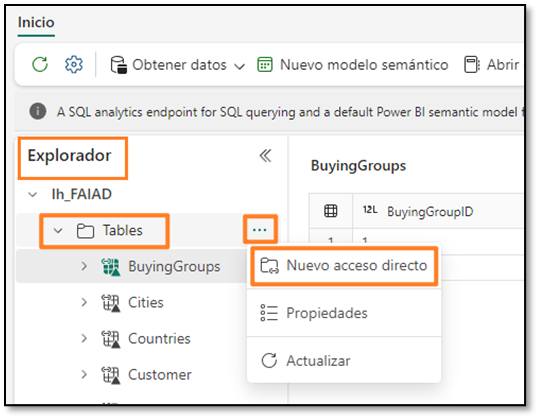 Inicio
Obtener datos Nuevo modelo semántico Abrir
A SQL analytics endpoint for SQL querying and a default Power BI semantic model f
Explorador
lh_FAIAD
Tables
BuyingGroups
Cities
Countries
Customer
BuyingGroups
12L BuyingGroupID
1 1
Nuevo acceso directo
Propiedades
Actualizar